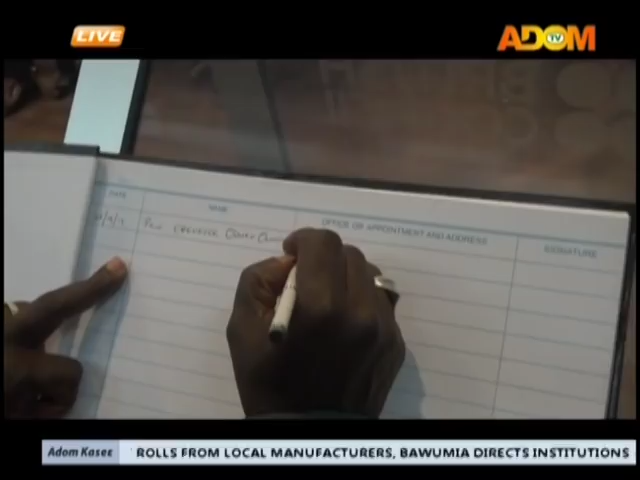 LIVE
ADOM TV
DATE NAME OFFICE OR APPOINTMENT AND ADDRESS SIGNATURE
Adom Kasee ROLLS FROM LOCAL MANUFACTURERS, BAWUMIA DIRECTS INSTITUTIONS